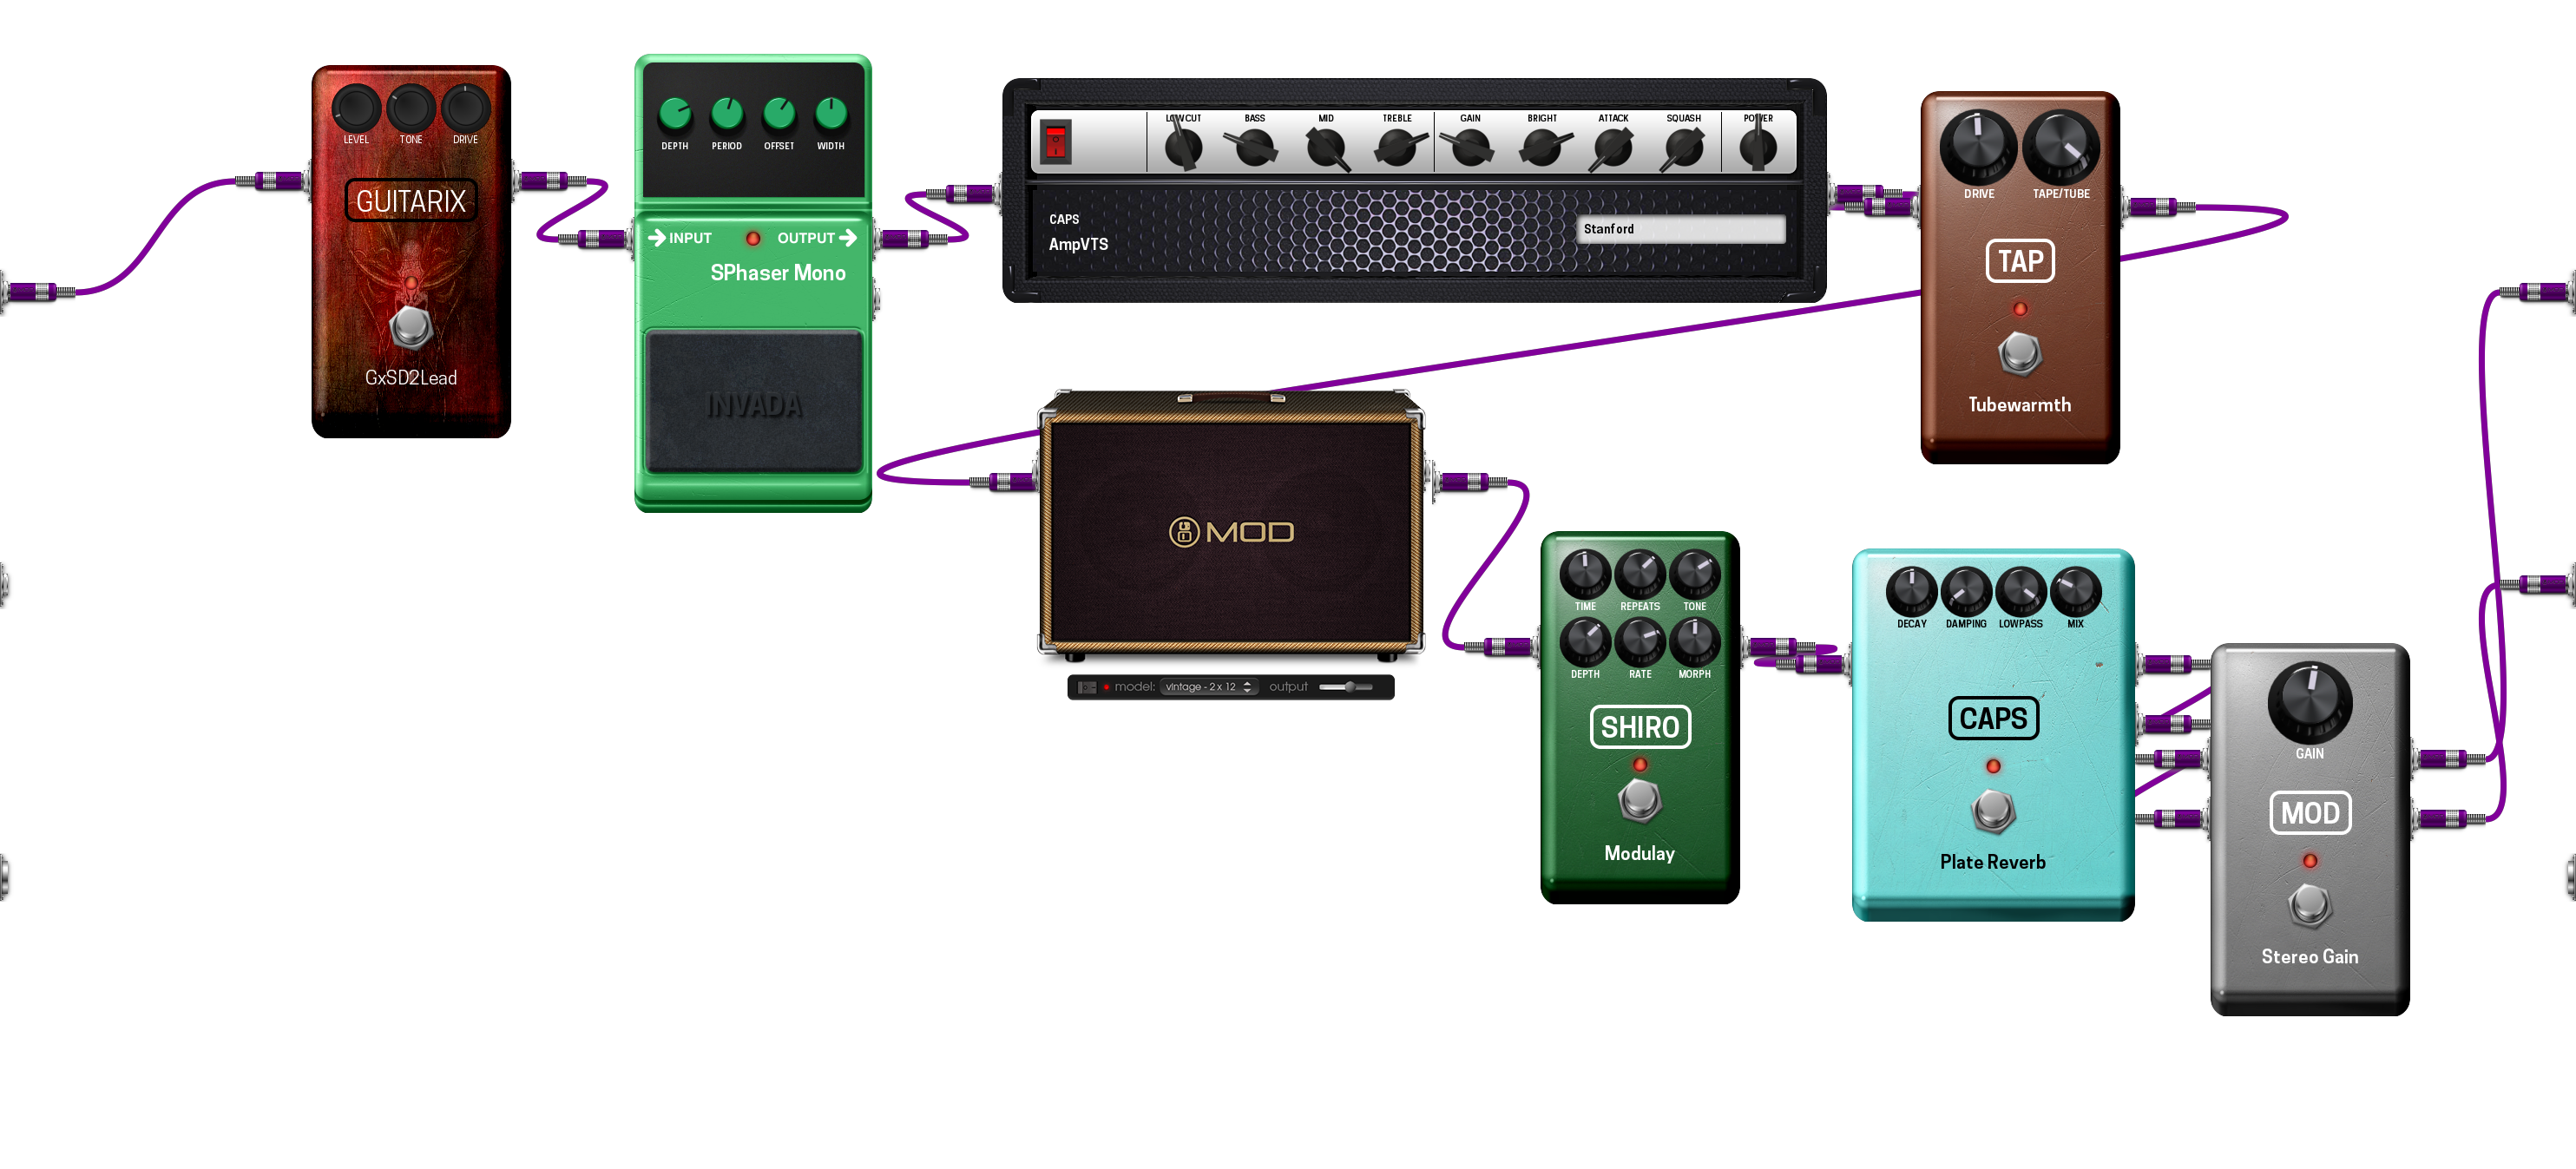 LEVEL TONE DRIVE
GUITARIX
GxSD2Lead
DEPTH PERIOD OFFSET WIDTH
INPUT OUTPUT
SPhaser Mono
INVADA
LOWCUT BASS MID TREBLE GAIN BRIGHT ATTACK SQUASH POWER
CAPS
AmpVTS
Stanford
DRIVE TAPE/TUBE
TAP
Tubewarmth
MOD
model: vintage - 2 x 12 output
TIME REPEATS TONE
DEPTH RATE MORPH
SHIRO
Modulay
DECAY DAMPING LOWPASS MIX
CAPS
Plate Reverb
GAIN
MOD
Stereo Gain